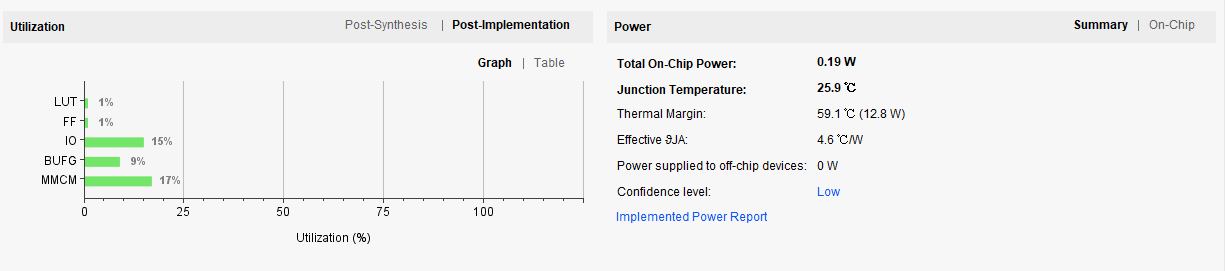 Utilization
Post-Synthesis | Post-Implementation
Graph | Table
LUT 1%
FF 1%
IO 15%
BUFG 9%
MMCM 17%
0 25 50 75 100
Utilization (%)
Power
Summary | On-Chip
Total On-Chip Power: 0.19 W
Junction Temperature: 25.9 ℃
Thermal Margin: 59.1 ℃ (12.8 W)
Effective ϑJA: 4.6 ℃/W
Power supplied to off-chip devices: 0 W
Confidence level: Low
Implemented Power Report